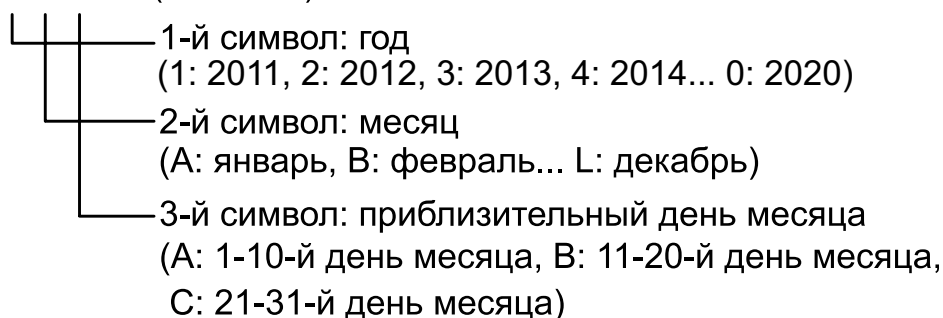 1-й символ: год
(1: 2011, 2: 2012, 3: 2013, 4: 2014... 0: 2020)
2-й символ: месяц
(A: январь, B: февраль... L: декабрь)
3-й символ: приблизительный день месяца
(A: 1-10-й день месяца, B: 11-20-й день месяца,
C: 21-31-й день месяца)